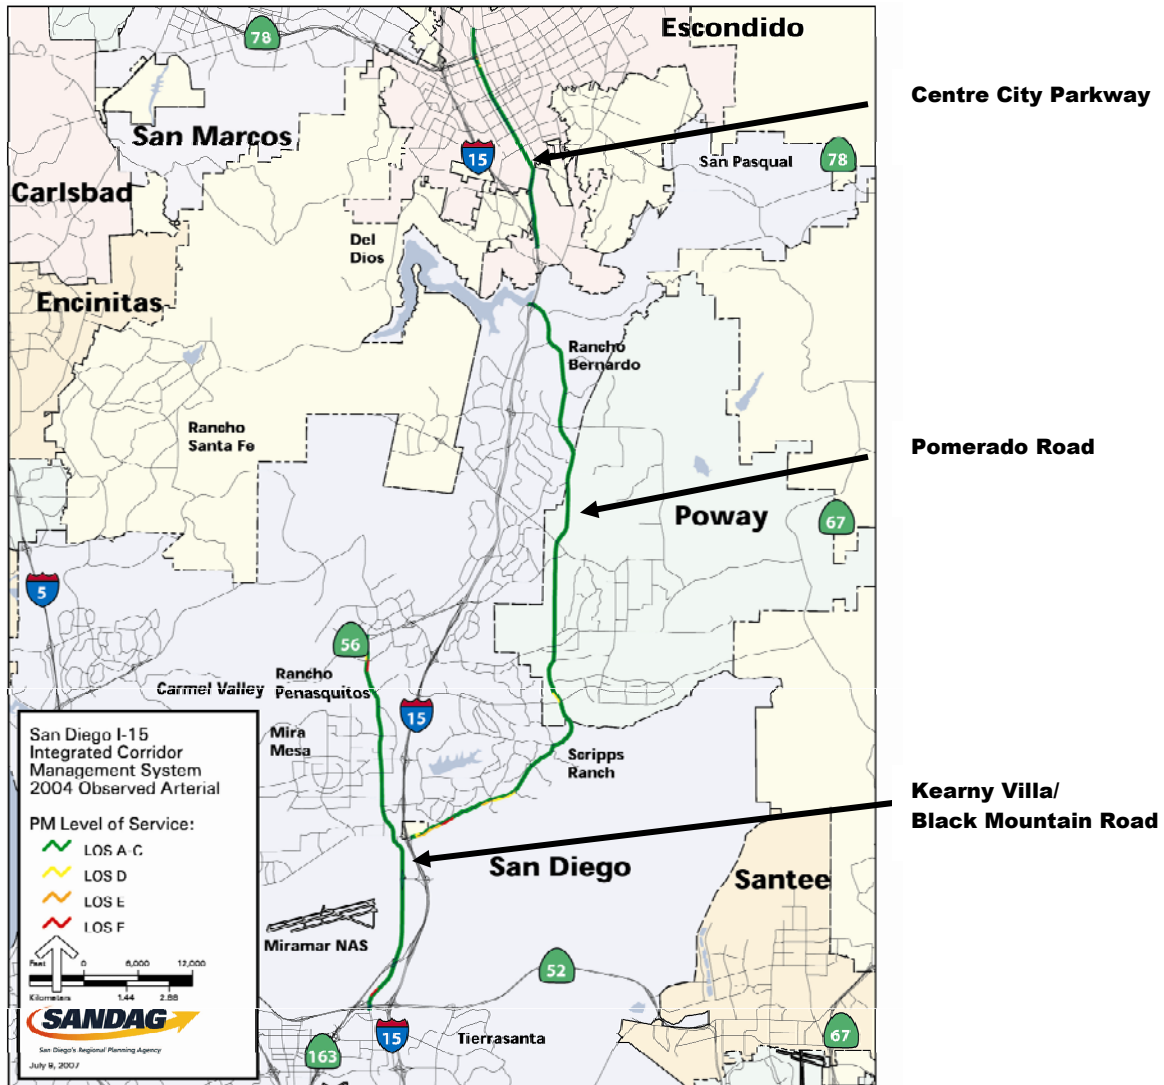 Escondido
78
Centre City Parkway
San Marcos
15
San Pasqual
78
Carlsbad
Del
Dios
Encinitas
Rancho
Bernardo
Rancho
Santa Fe
Pomerado Road
Poway
67
5
56
Rancho
Penasquitos
Carmel Valley
15
Mira
Mesa
Scripps
Ranch
Kearny Villa/
Black Mountain Road
San Diego
Santee
Miramar NAS
52
Tierrasanta
15
163
67
San Diego I-15
Integrated Corridor
Management System
2004 Observed Arterial
PM Level of Service:
LOS A-C
LOS D
LOS E
LOS F
Feet 0 6,000 12,000
Kilometers 1.44 2.88
SANDAG
San Diego's Regional Planning Agency
July 9, 2007